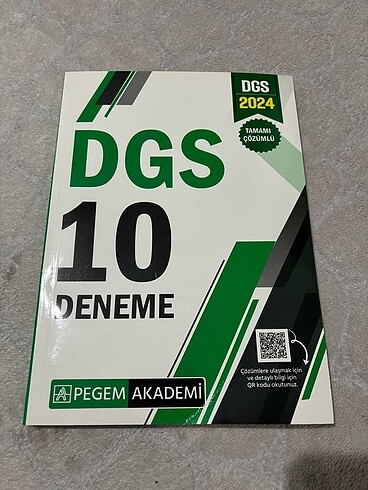 DGS
2024
TAMAMI
ÇÖZÜMLÜ
DGS
10
DENEME
Çözümlere ulaşmak için
ve detaylı bilgi için
QR kodu okutunuz.
PEGEM AKADEMİ